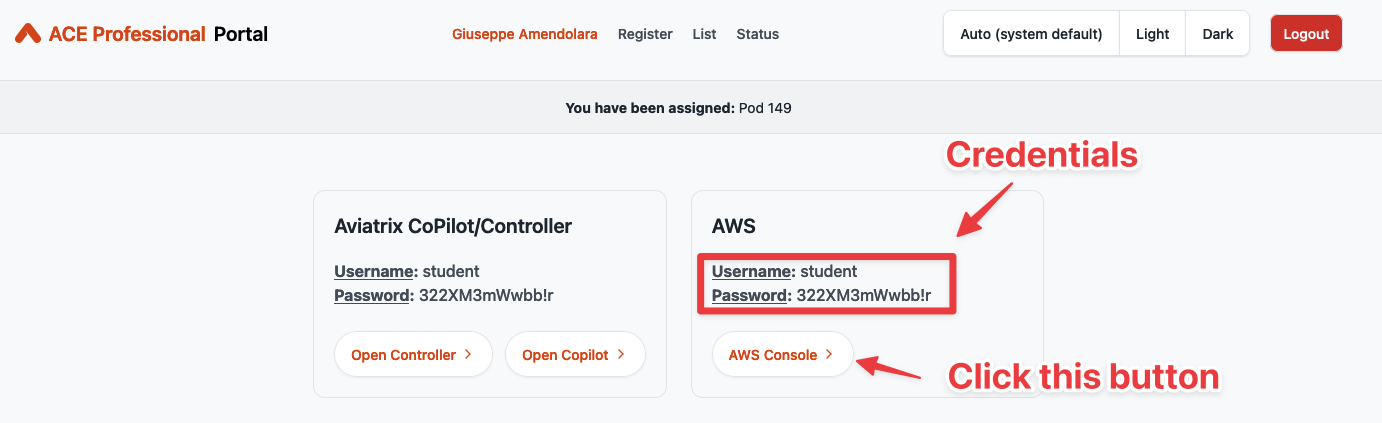 ACE Professional Portal
Giuseppe Amendolara Register List Status
Auto (system default) Light Dark
Logout
You have been assigned: Pod 149
Credentials
Aviatrix CoPilot/Controller
Username: student
Password: 322XM3mWwbb!r
Open Controller
Open Copilot
AWS
Username: student
Password: 322XM3mWwbb!r
AWS Console
Click this button